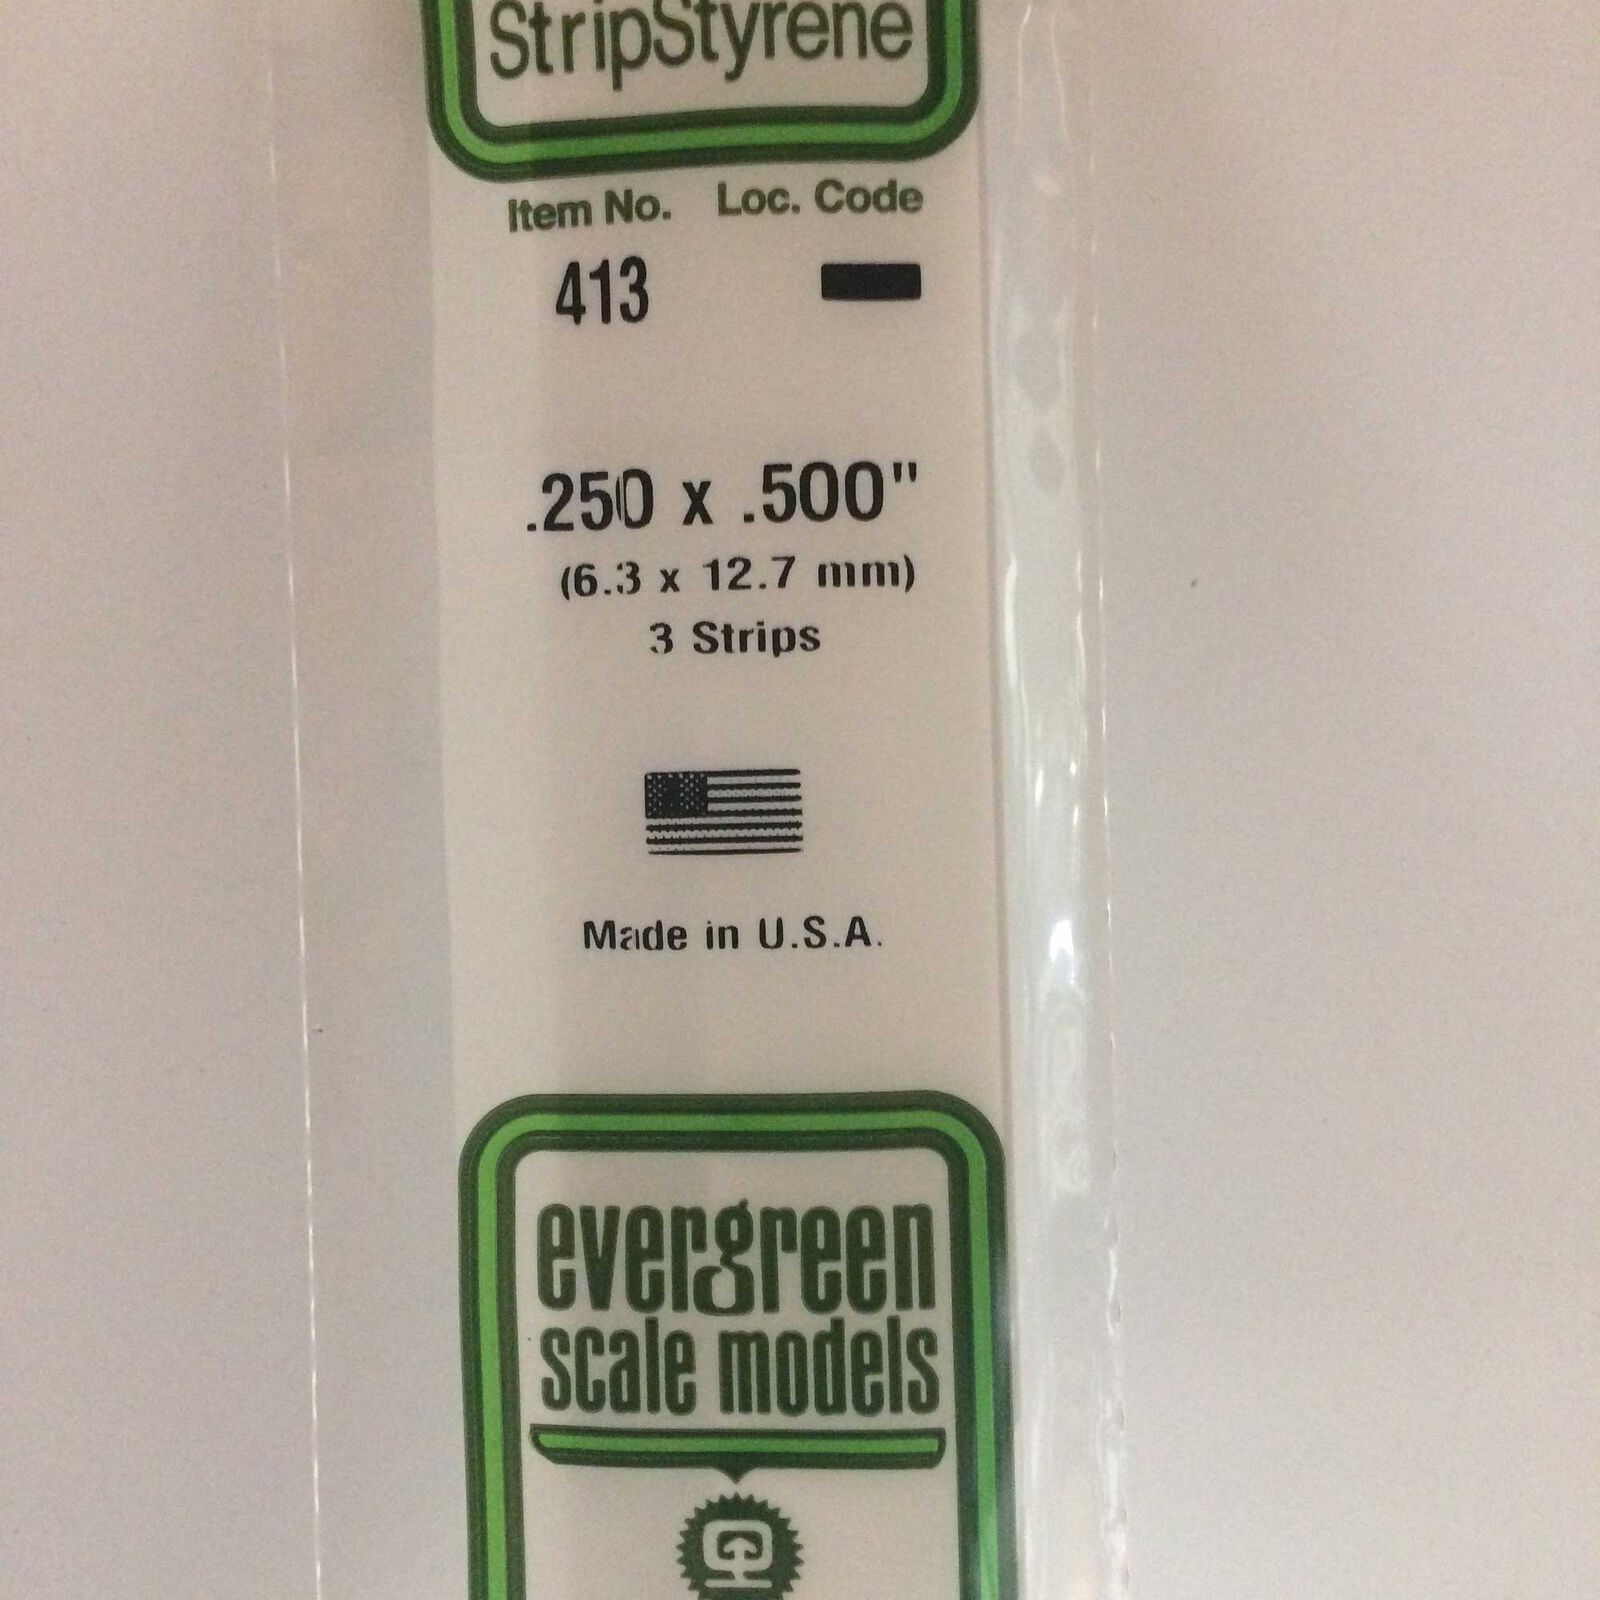 StripStyrene
Item No. Loc. Code
413
.250 x .500"
(6.3 x 12.7 mm)
3 Strips
Made in U.S.A.
evergreen
scale models